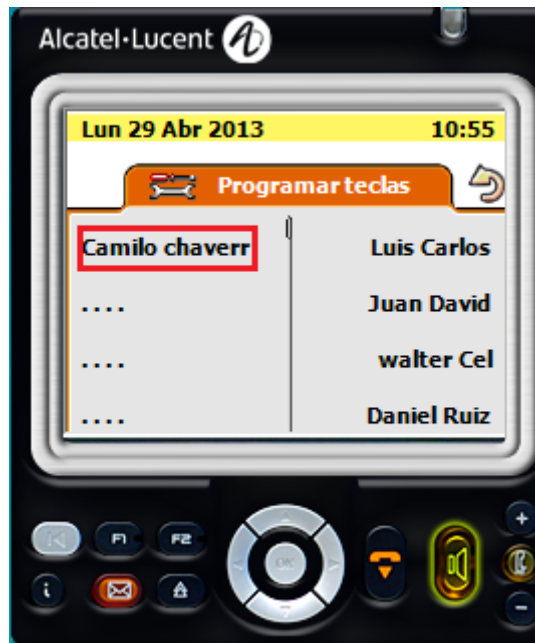 Alcatel·Lucent
Lun 29 Abr 2013 10:55
Programar teclas
Camilo chaverr Luis Carlos
.... Juan David
.... walter Cel
.... Daniel Ruiz
F1 F2 OK +
i -